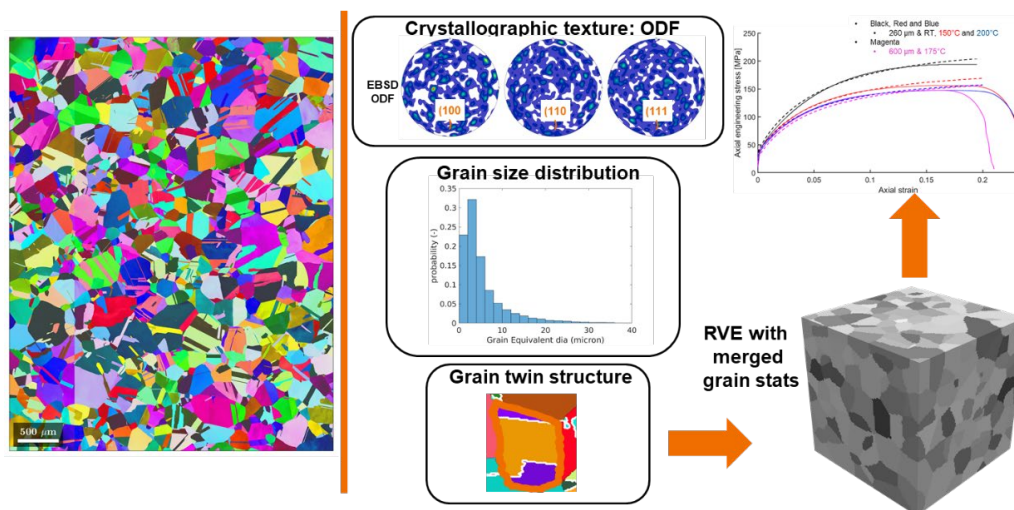 500 µm
Crystallographic texture: ODF
EBSD
ODF
(100
(110
(111
Grain size distribution
probability (-)
0.35
0.3
0.25
0.2
0.15
0.1
0.05
0
0 10 20 30 40
Grain Equivalent dia (micron)
Grain twin structure
RVE with
merged
grain stats
Black, Red and Blue
260 µm & RT, 150°C and 200°C
Magenta
600 µm & 175°C
Axial engineering stress [MPa]
250
200
150
100
50
0
0 0.05 0.1 0.15 0.2
Axial strain